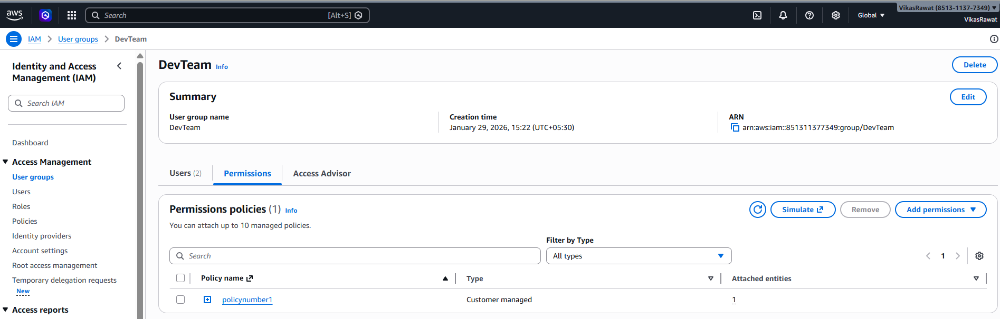 aws
Search [Alt+S]
Global
VikasRawat (8513-1137-7349)
VikasRawat
IAM User groups DevTeam
Identity and Access
Management (IAM)
Search IAM
Dashboard
Access Management
User groups
Users
Roles
Policies
Identity providers
Account settings
Root access management
Temporary delegation requests
New
Access reports
DevTeam Info
Delete
Summary
Edit
User group name
DevTeam
Creation time
January 29, 2026, 15:22 (UTC+05:30)
ARN
arn:aws:iam::851311377349:group/DevTeam
Users (2) Permissions Access Advisor
Permissions policies (1) Info
Simulate Remove Add permissions
You can attach up to 10 managed policies.
Filter by Type
Search All types 1
Policy name Type Attached entities
policynumber1 Customer managed 1